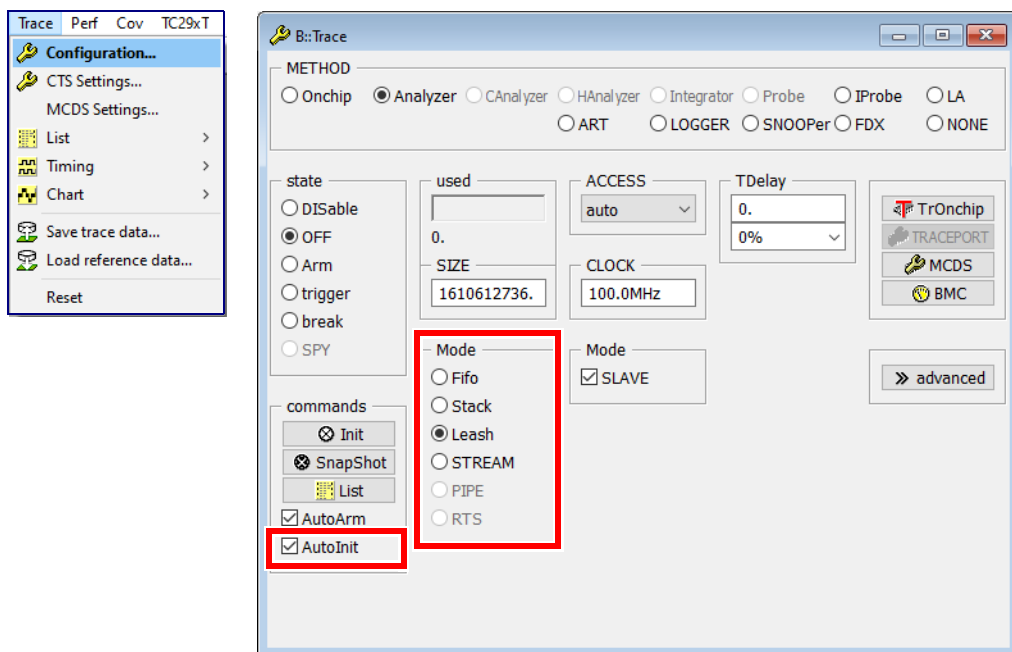 Trace Perf Cov TC29xT
Configuration...
CTS Settings...
MCDS Settings...
List
Timing
Chart
Save trace data...
Load reference data...
Reset
B::Trace
METHOD
Onchip Analyzer CAnalyzer HAnalyzer Integrator Probe IProbe LA
ART LOGGER SNOOPer FDX NONE
state
DISable
OFF
Arm
trigger
break
SPY
used
0.
SIZE
1610612736.
ACCESS
auto
CLOCK
100.0MHz
TDelay
0.
0%
TrOnchip
TRACEPORT
MCDS
BMC
Mode
Fifo
Stack
Leash
STREAM
PIPE
RTS
Mode
SLAVE
advanced
commands
Init
SnapShot
List
AutoArm
AutoInit